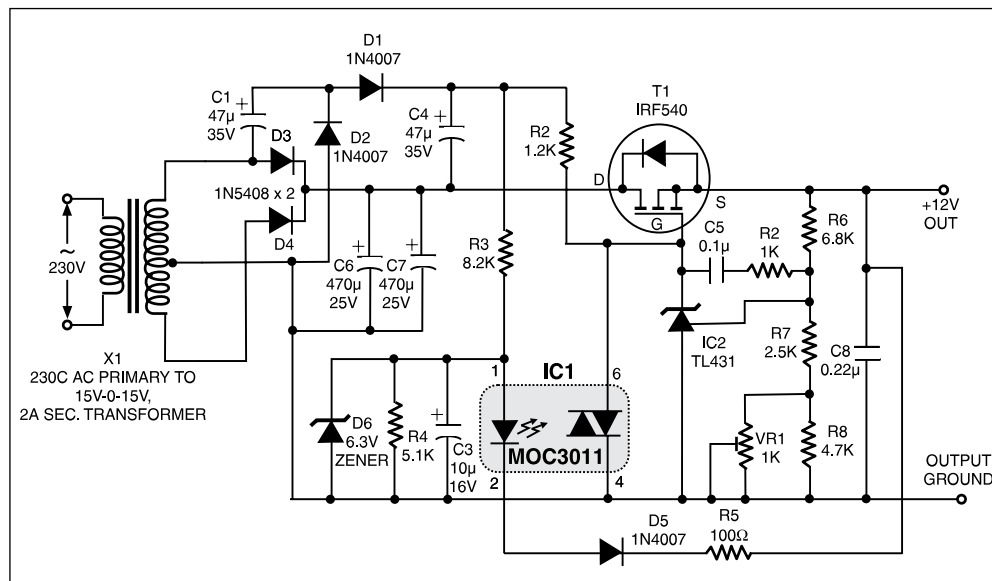 D1
1N4007
T1
IRF540
C1
47µ
35V
+
D3
D2
1N4007
C4
47µ
35V
+
R2
1.2K
D
S
G
+12V
OUT
1N5408 x 2
D4
~
230V
R3
8.2K
C5
0.1µ
R2
1K
R6
6.8K
+
C6
470µ
25V
+
C7
470µ
25V
IC2
TL431
R7
2.5K
C8
0.22µ
X1
230C AC PRIMARY TO
15V-0-15V,
2A SEC. TRANSFORMER
1
IC1
6
D6
6.3V
ZENER
R4
5.1K
+
C3
10µ
16V
MOC3011
2
4
VR1
1K
R8
4.7K
OUTPUT
GROUND
D5
1N4007
R5
100Ω